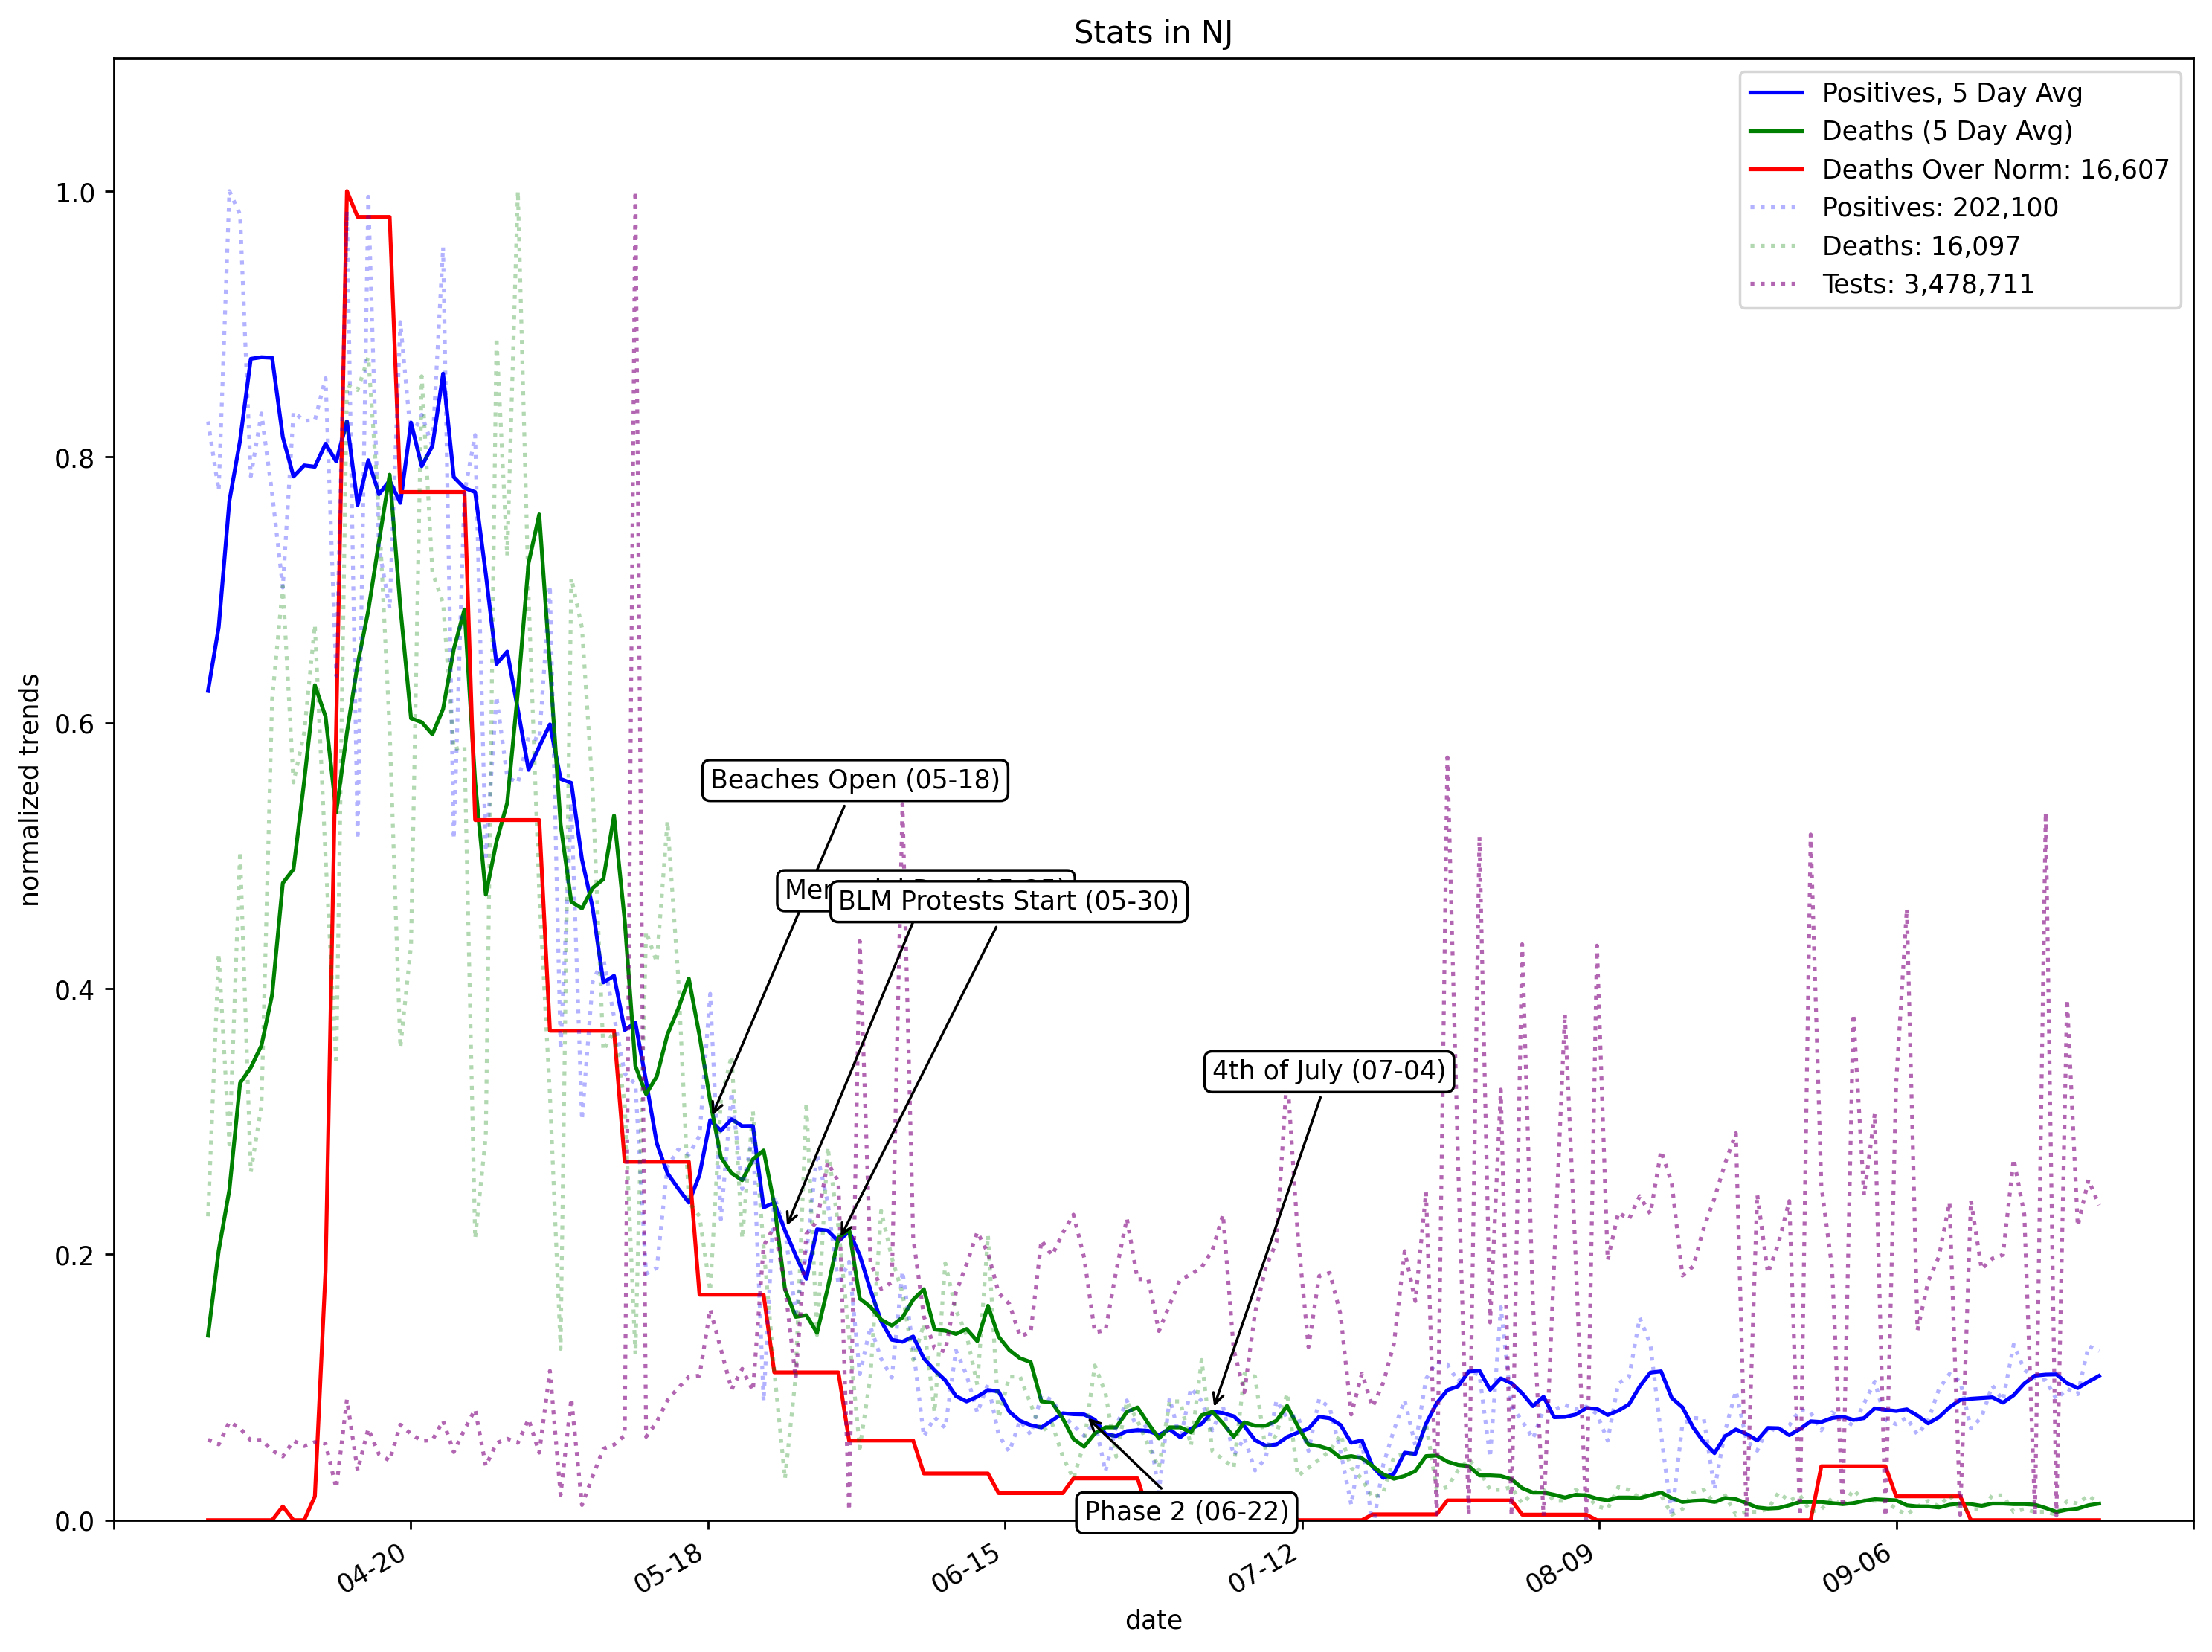 Stats in NJ
Positives, 5 Day Avg
Deaths (5 Day Avg)
Deaths Over Norm: 16,607
Positives: 202,100
Deaths: 16,097
Tests: 3,478,711
normalized trends
1.0
0.8
0.6
0.4
0.2
0.0
Beaches Open (05-18)
BLM Protests Start (05-30)
4th of July (07-04)
Phase 2 (06-22)
04-20
05-18
06-15
07-12
08-09
09-06
date